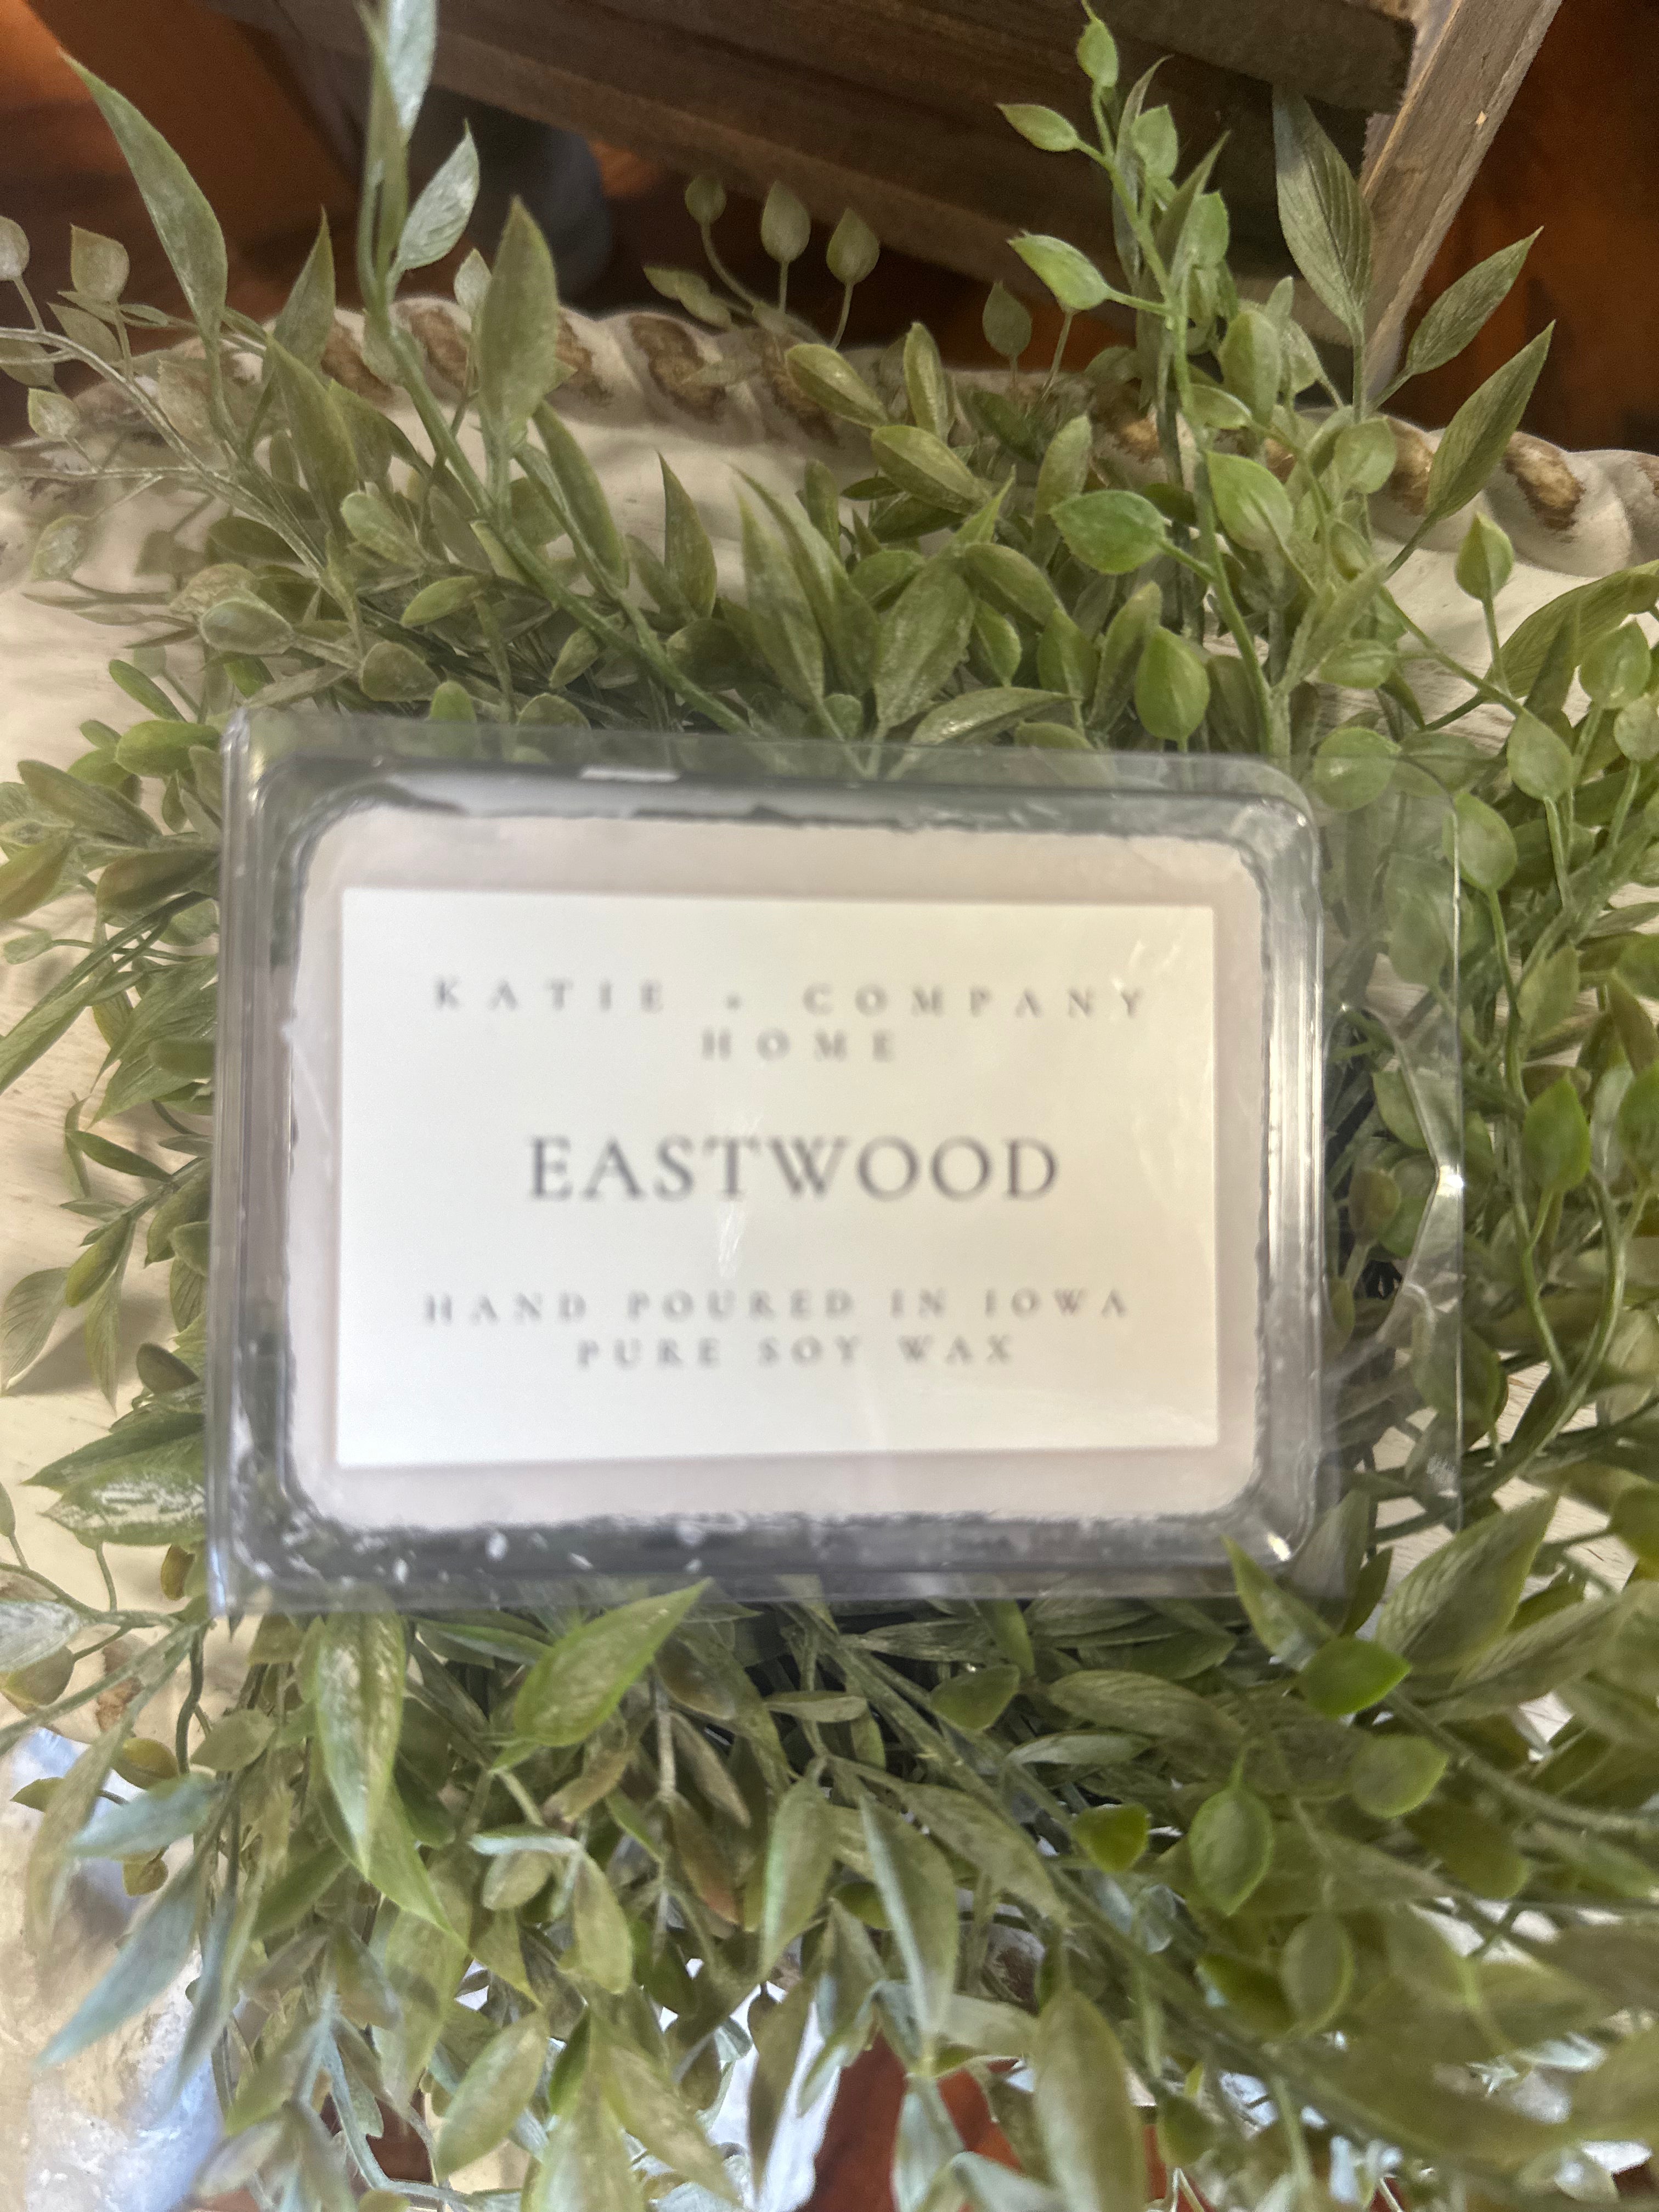 KATIE + COMPANY
HOME
EASTWOOD
HAND POURED IN IOWA
PURE SOY WAX